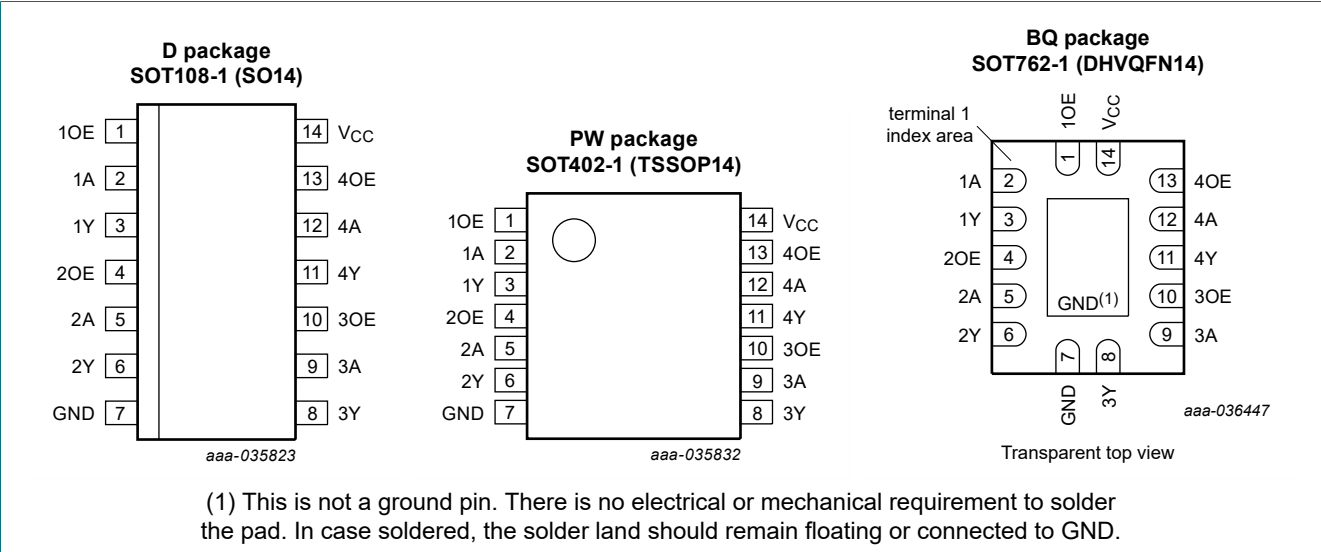 D package
SOT108-1 (SO14)
1OE 1
1A 2
1Y 3
2OE 4
2A 5
2Y 6
GND 7
14 VCC
13 4OE
12 4A
11 4Y
10 3OE
9 3A
8 3Y
aaa-035823
PW package
SOT402-1 (TSSOP14)
1OE 1
1A 2
1Y 3
2OE 4
2A 5
2Y 6
GND 7
14 VCC
13 4OE
12 4A
11 4Y
10 3OE
9 3A
8 3Y
aaa-035832
BQ package
SOT762-1 (DHVQFN14)
terminal 1
index area
1OE
VCC
1
14
1A 2
1Y 3
2OE 4
2A 5
2Y 6
13 4OE
12 4A
11 4Y
10 3OE
9 3A
GND(1)
7
8
GND
3Y
aaa-036447
Transparent top view
(1) This is not a ground pin. There is no electrical or mechanical requirement to solder
the pad. In case soldered, the solder land should remain floating or connected to GND.